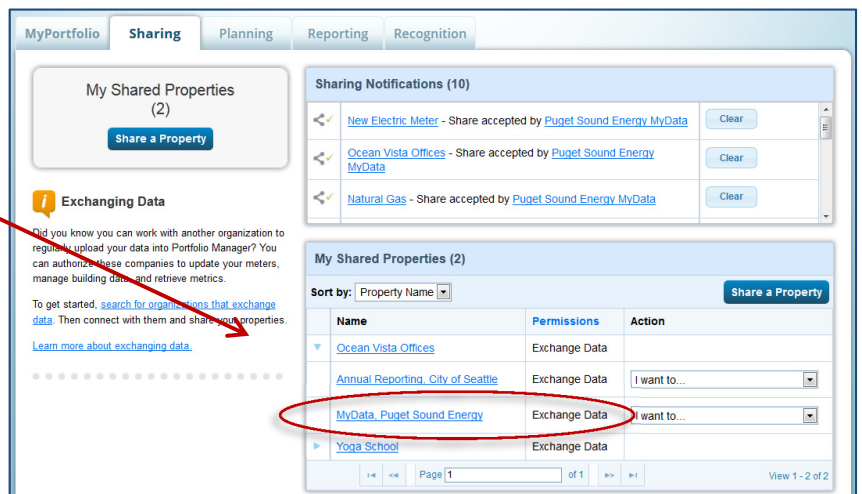 MyPortfolio Sharing Planning Reporting Recognition
My Shared Properties
(2)
Share a Property
Exchanging Data
Did you know you can work with another organization to
regularly upload your data into Portfolio Manager? You
can authorize these companies to update your meters,
manage building data, and retrieve metrics.
To get started, search for organizations that exchange
data. Then connect with them and share your properties.
Learn more about exchanging data.
Sharing Notifications (10)
New Electric Meter - Share accepted by Puget Sound Energy MyData Clear
Ocean Vista Offices - Share accepted by Puget Sound Energy
MyData Clear
Natural Gas - Share accepted by Puget Sound Energy MyData Clear
My Shared Properties (2)
Sort by: Property Name Share a Property
Name Permissions Action
Ocean Vista Offices Exchange Data
Annual Reporting, City of Seattle Exchange Data I want to...
MyData, Puget Sound Energy Exchange Data I want to...
Yoga School Exchange Data
Page 1 of 1 View 1 - 2 of 2